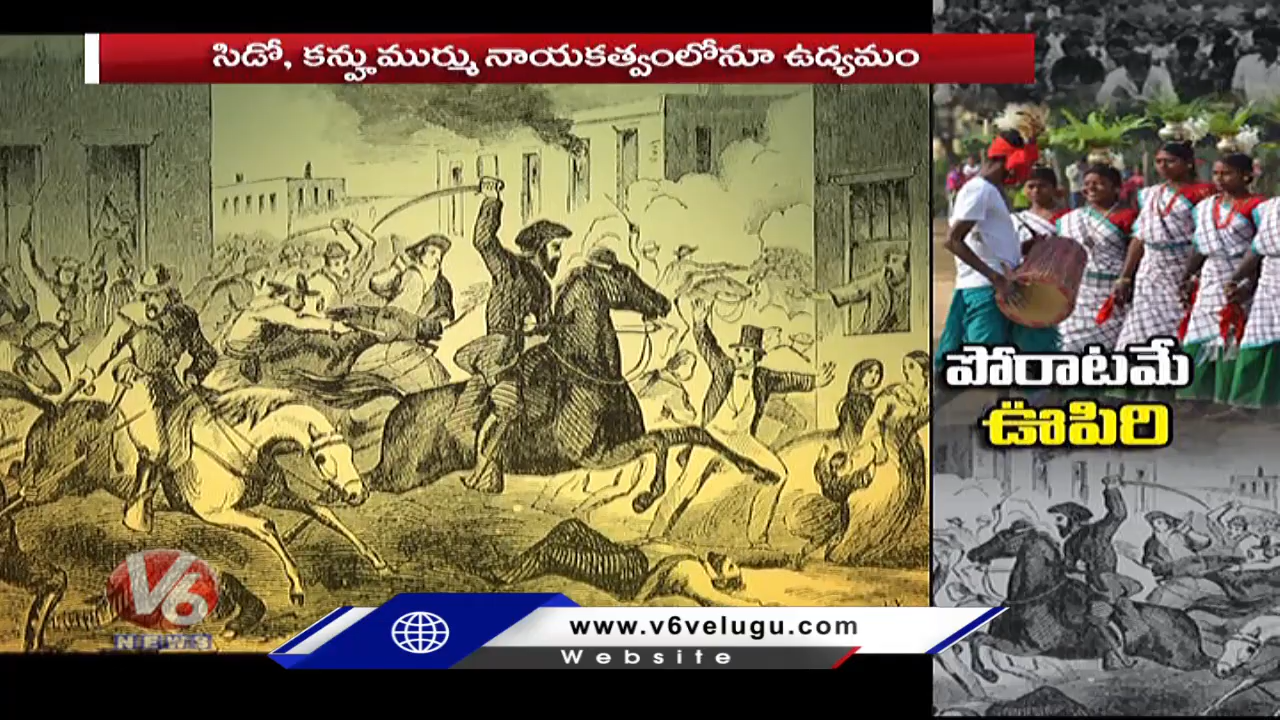 సిడో, కన్హుముర్ము నాయకత్వంలోనూ ఉద్యమం
పోరాటమే
ఊపిరి
V6
NEWS
www.v6velugu.com
Website